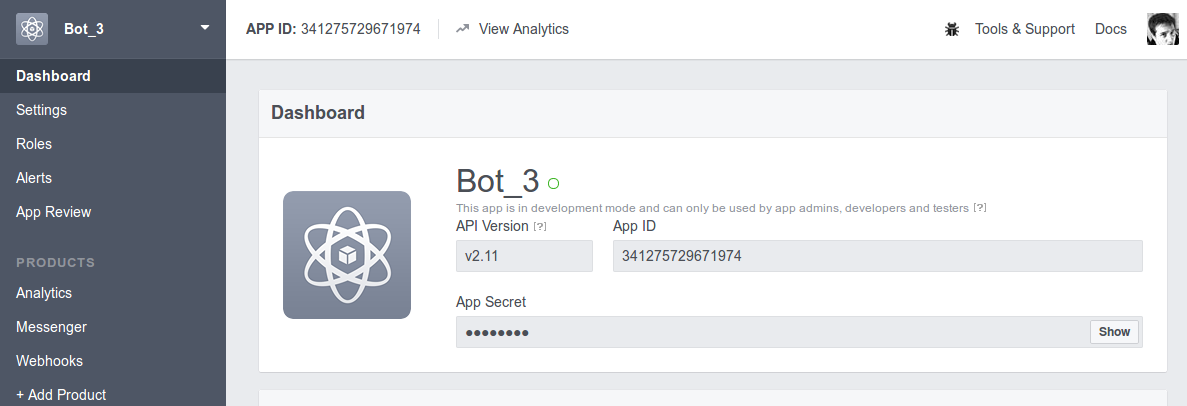 Bot_3
APP ID: 341275729671974
View Analytics
Tools & Support
Docs
Dashboard
Settings
Roles
Alerts
App Review
PRODUCTS
Analytics
Messenger
Webhooks
+ Add Product
Dashboard
Bot_3
This app is in development mode and can only be used by app admins, developers and testers [?]
API Version [?]
App ID
v2.11
341275729671974
App Secret
●●●●●●●●
Show